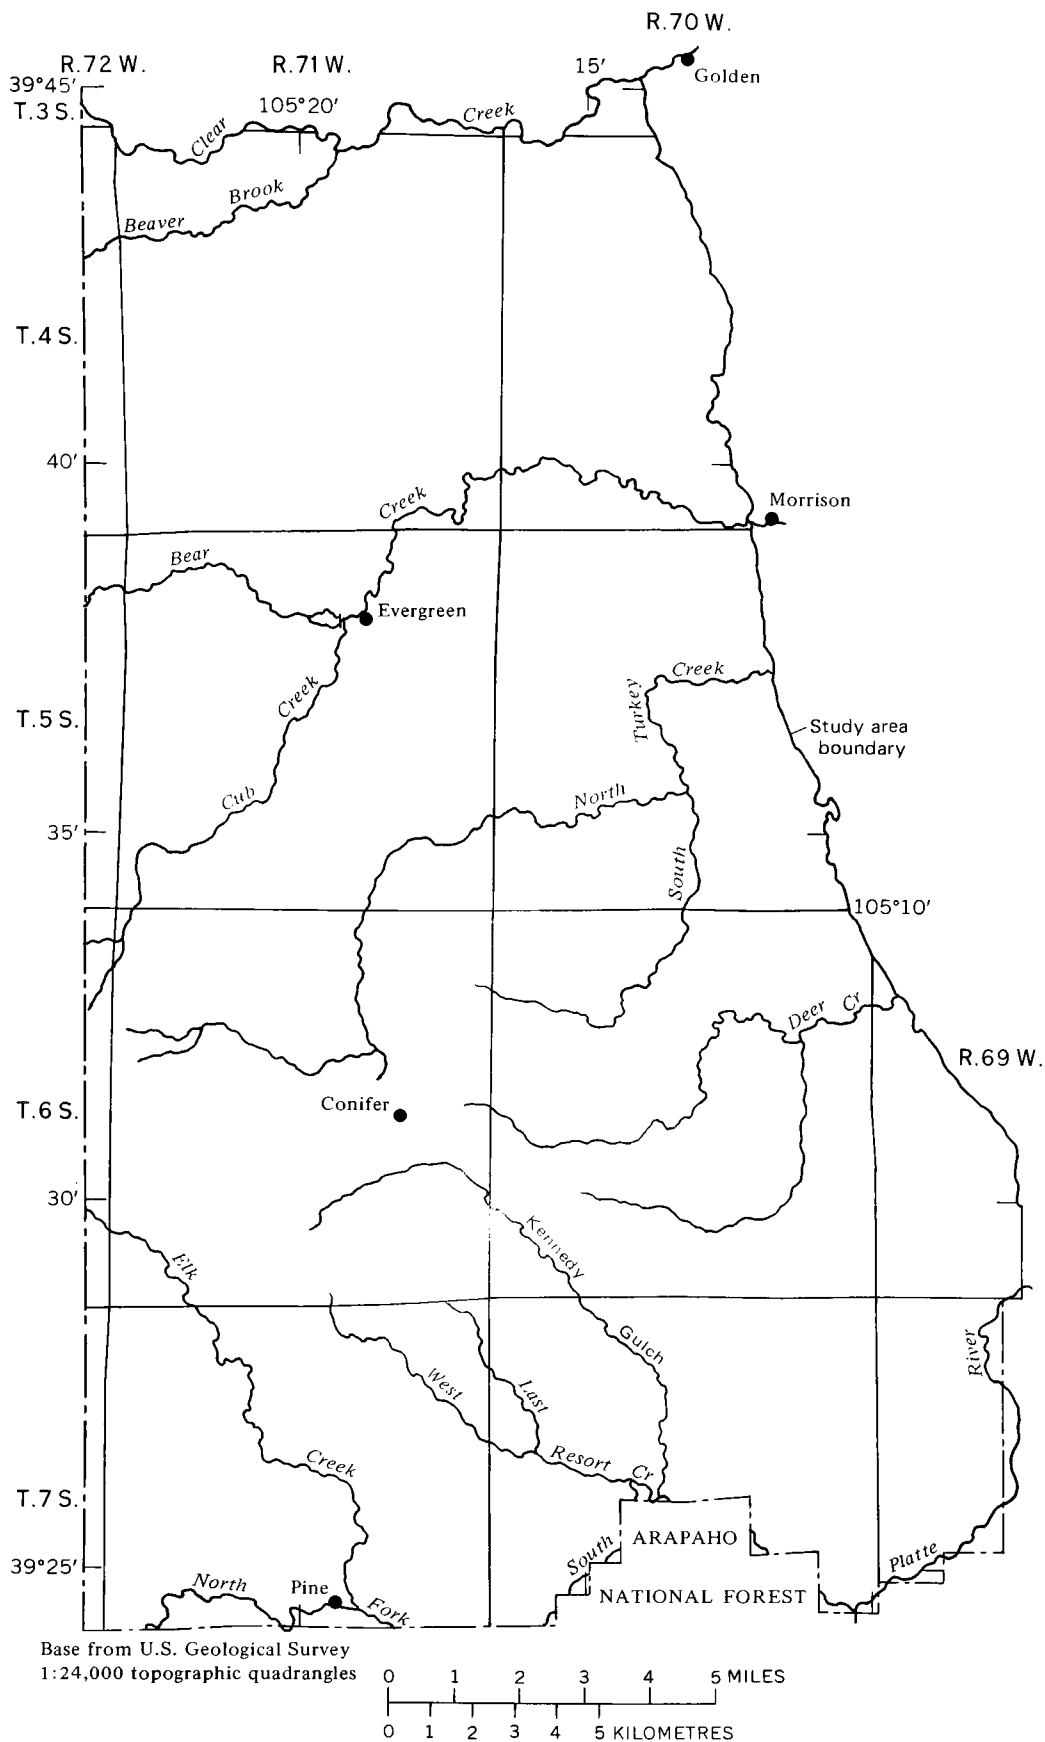 R.70 W.
R.72 W.
R.71 W.
15'
Golden
39°45'
T.3 S.
105°20'
Clear
Creek
Brook
Beaver
T.4 S.
40'
Morrison
Creek
Bear
Evergreen
Creek
Creek
Turkey
T.5 S.
Study area
boundary
Cub
North
35'
South
105°10'
Deer Cr
R.69 W.
Conifer
T.6 S.
30'
Kennedy
Elk
Gulch
River
West
Last
Creek
Resort Cr
T.7 S.
ARAPAHO
South
Platte
39°25'
North
Pine
Fork
NATIONAL FOREST
Base from U.S. Geological Survey
1:24,000 topographic quadrangles
0 1 2 3 4 5 MILES
0 1 2 3 4 5 KILOMETRES